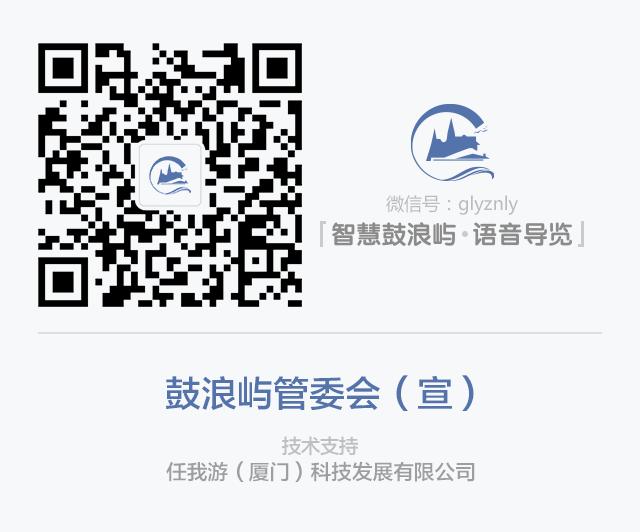 微信号：glyznly
「智慧鼓浪屿·语音导览」
鼓浪屿管委会（宣）
技术支持
任我游（厦门）科技发展有限公司